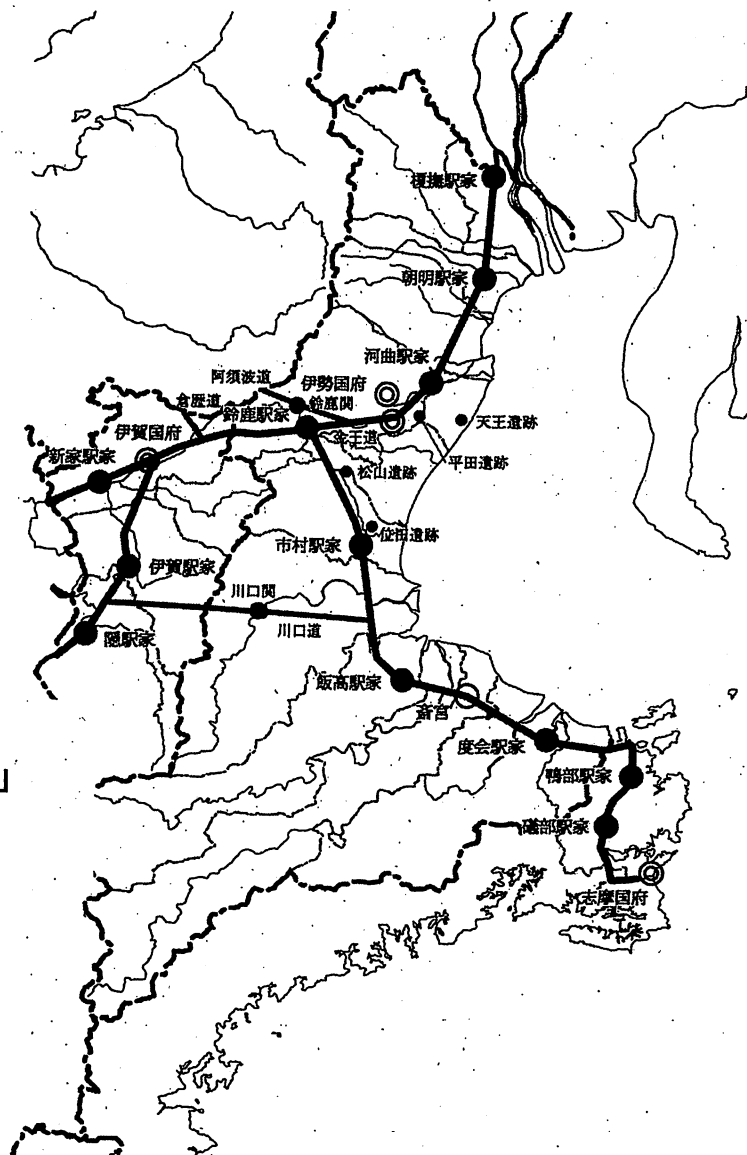 榎撫駅家
朝明駅家
河曲駅家
阿須波道
伊勢国府
倉歴道
鈴鹿関
鈴鹿駅家
天王遺跡
伊賀国府
平田遺跡
新家駅家
松山遺跡
位田遺跡
市村駅家
伊賀駅家
川口関
川口道
隠駅家
飯高駅家
斎宮
度会駅家
鴨部駅家
磯部駅家
志摩国府